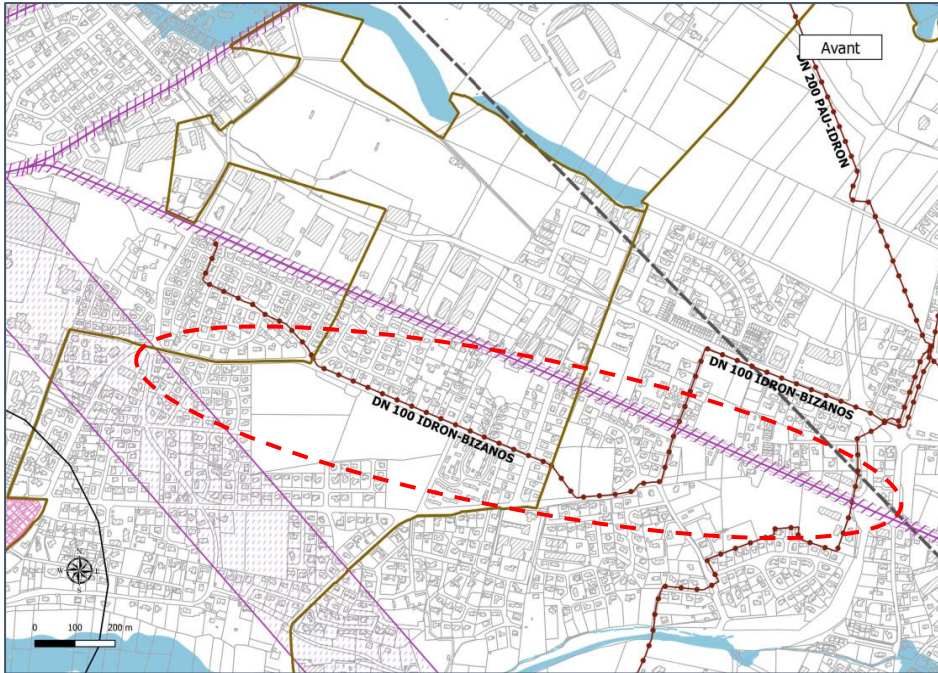 Avant
DN 200 PAU-IDRON
DN 100 IDRON-BIZANOS
DN 100 IDRON-BIZANOS
N
W E
S
0 100 200 m